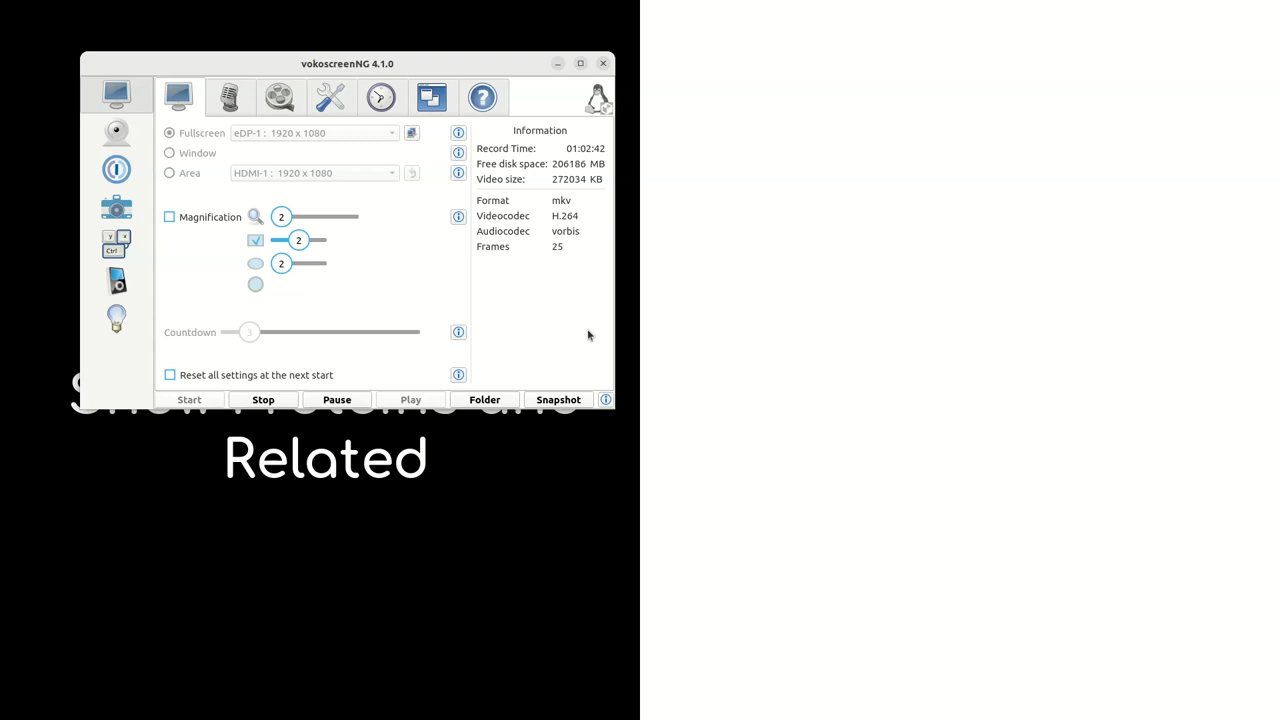 vokoscreenNG 4.1.0
Fullscreen eDP-1 : 1920 x 1080
Window
Area HDMI-1 : 1920 x 1080
Magnification 2
2
2
Countdown 3
Reset all settings at the next start
Information
Record Time: 01:02:42
Free disk space: 206186 MB
Video size: 272034 KB
Format mkv
Videocodec H.264
Audiocodec vorbis
Frames 25
y x
Ctrl
Start Stop Pause Play Folder Snapshot
Related